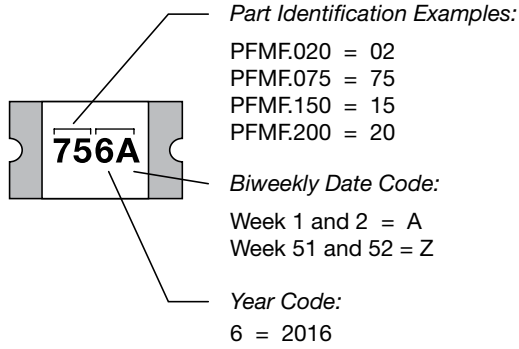 Part Identification Examples:
PFMF.020 = 02
PFMF.075 = 75
PFMF.150 = 15
PFMF.200 = 20
756A
Biweekly Date Code:
Week 1 and 2 = A
Week 51 and 52 = Z
Year Code:
6 = 2016